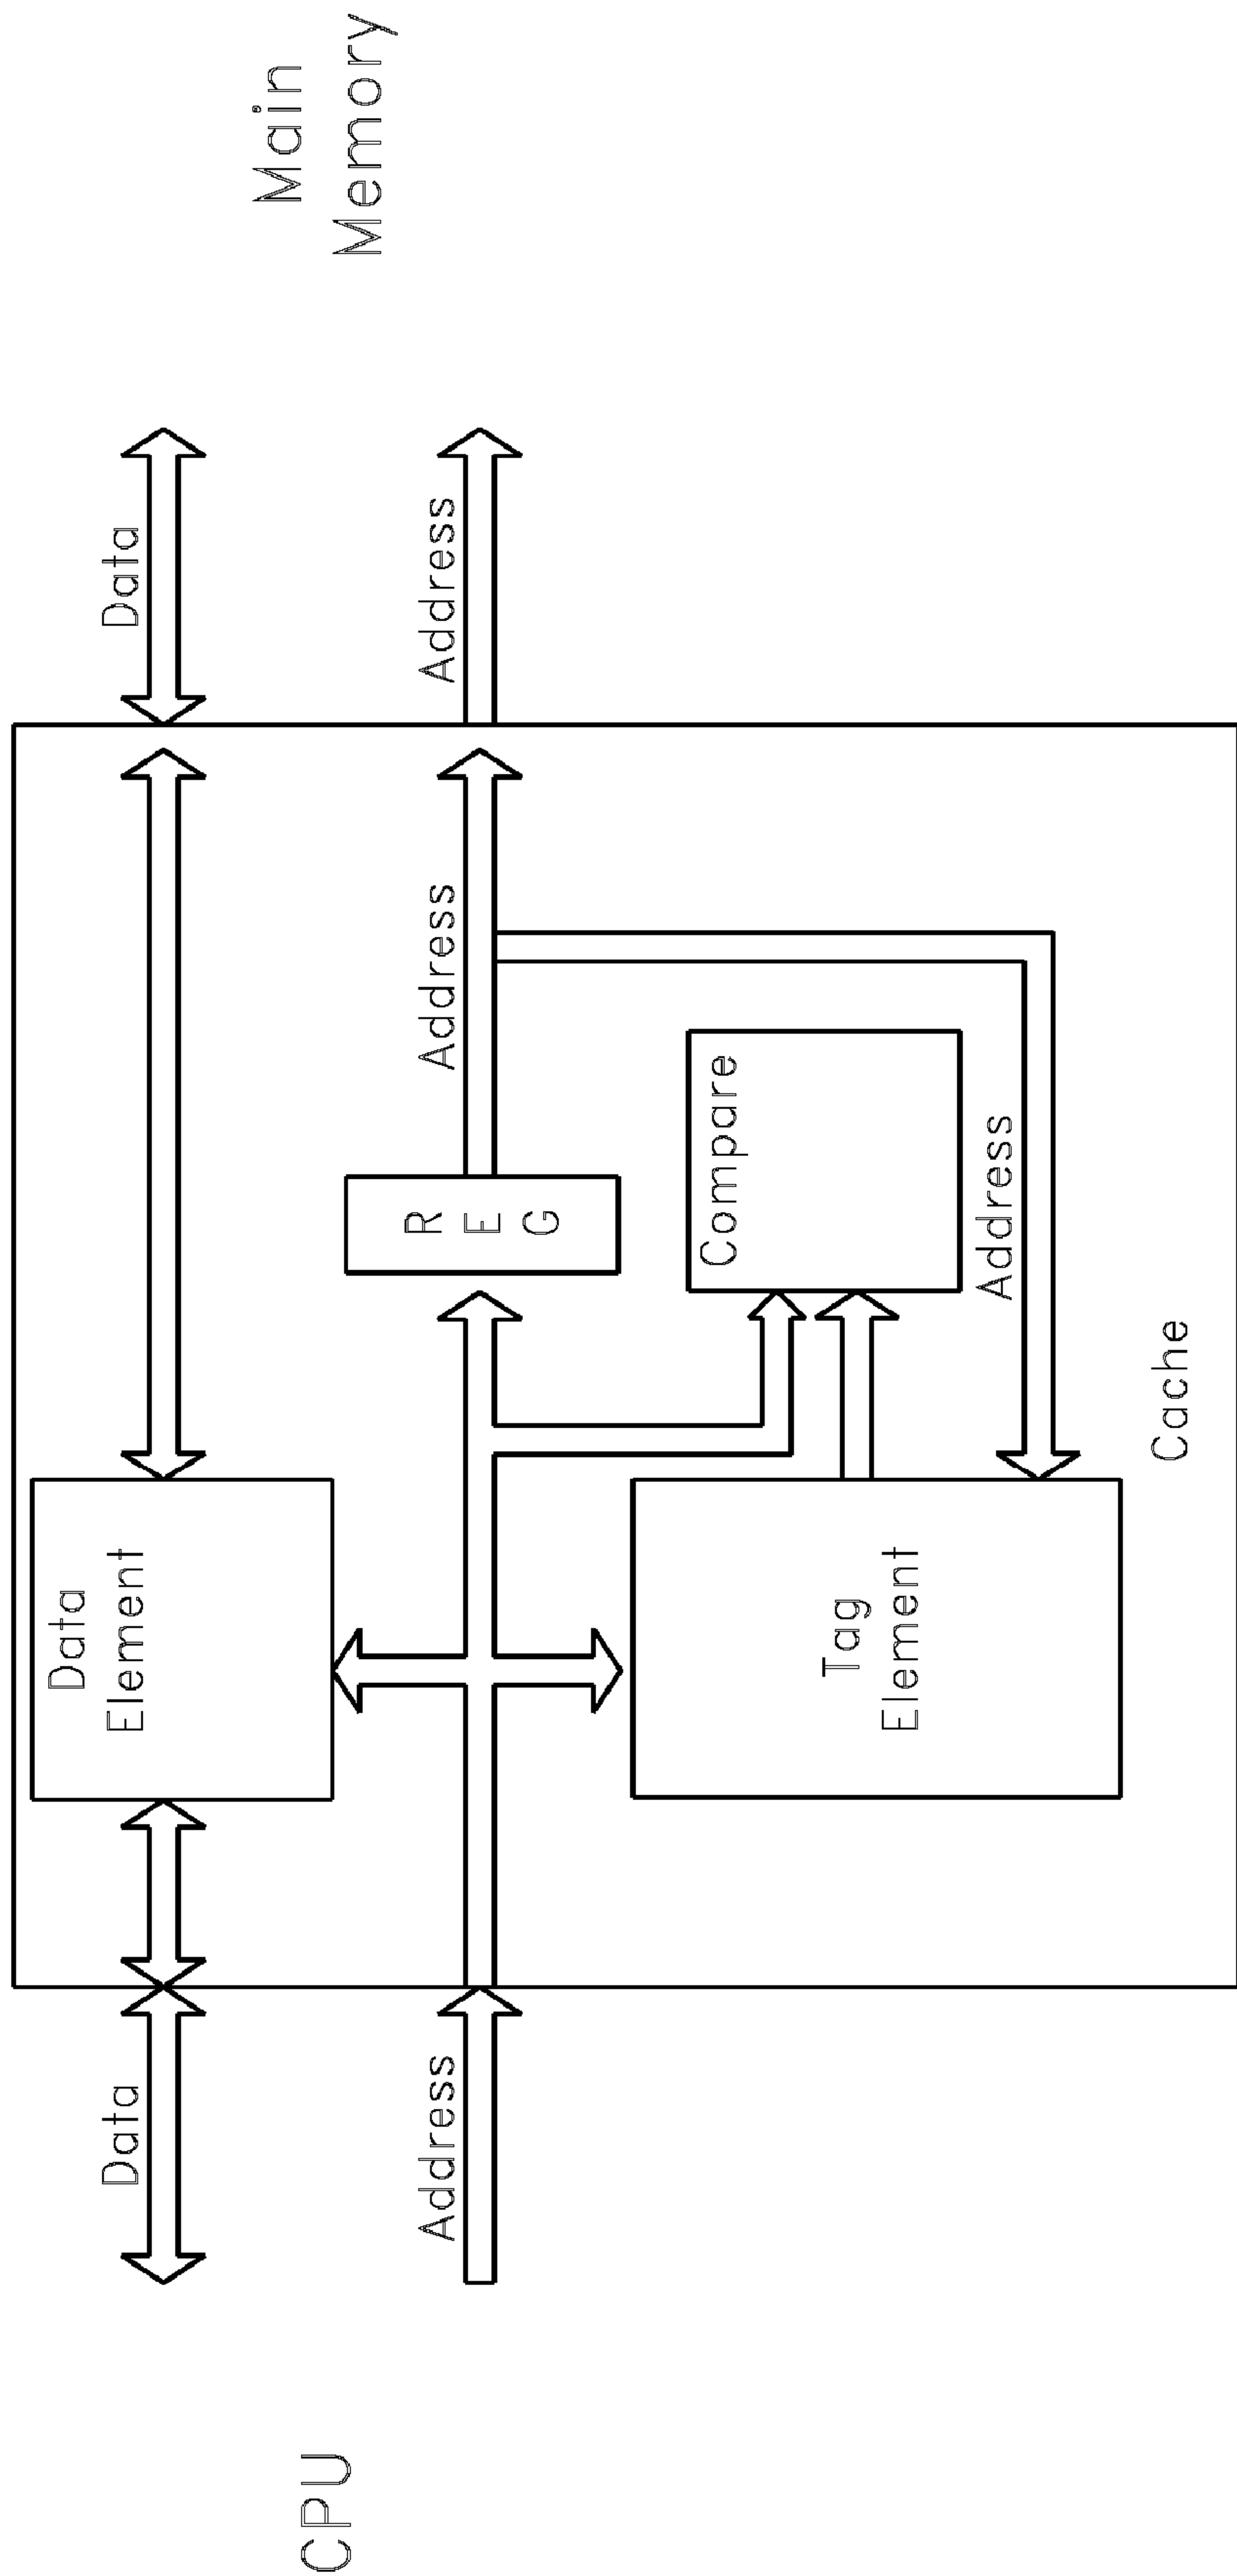 CPU
Data
Address
Data
Element
Tag
Element
R
E
G
Compare
Address
Address
Cache
Data
Address
Main
Memory